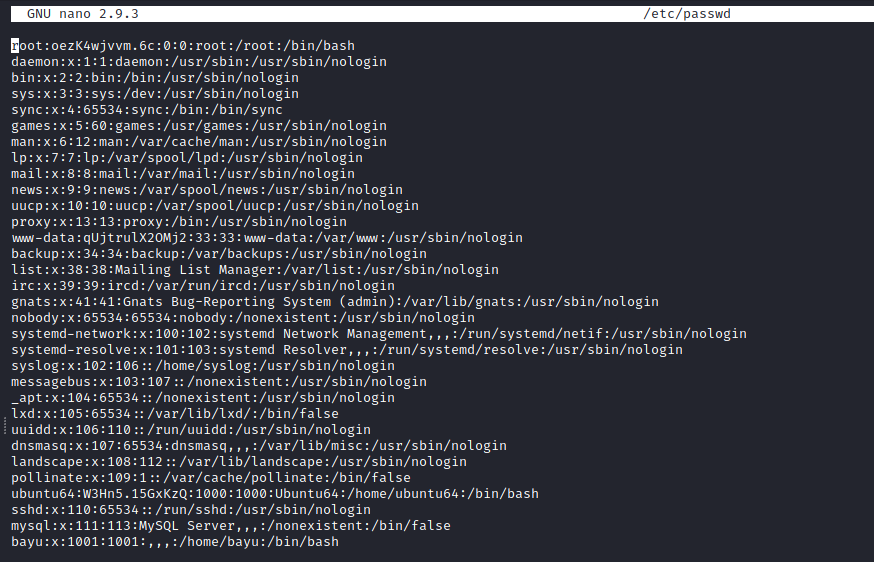 GNU nano 2.9.3 /etc/passwd
root:oezK4wjvvm.6c:0:0:root:/root:/bin/bash
daemon:x:1:1:daemon:/usr/sbin:/usr/sbin/nologin
bin:x:2:2:bin:/bin:/usr/sbin/nologin
sys:x:3:3:sys:/dev:/usr/sbin/nologin
sync:x:4:65534:sync:/bin:/bin/sync
games:x:5:60:games:/usr/games:/usr/sbin/nologin
man:x:6:12:man:/var/cache/man:/usr/sbin/nologin
lp:x:7:7:lp:/var/spool/lpd:/usr/sbin/nologin
mail:x:8:8:mail:/var/mail:/usr/sbin/nologin
news:x:9:9:news:/var/spool/news:/usr/sbin/nologin
uucp:x:10:10:uucp:/var/spool/uucp:/usr/sbin/nologin
proxy:x:13:13:proxy:/bin:/usr/sbin/nologin
www-data:qUjtrulX2OMj2:33:33:www-data:/var/www:/usr/sbin/nologin
backup:x:34:34:backup:/var/backups:/usr/sbin/nologin
list:x:38:38:Mailing List Manager:/var/list:/usr/sbin/nologin
irc:x:39:39:ircd:/var/run/ircd:/usr/sbin/nologin
gnats:x:41:41:Gnats Bug-Reporting System (admin):/var/lib/gnats:/usr/sbin/nologin
nobody:x:65534:65534:nobody:/nonexistent:/usr/sbin/nologin
systemd-network:x:100:102:systemd Network Management,,,:/run/systemd/netif:/usr/sbin/nologin
systemd-resolve:x:101:103:systemd Resolver,,,:/run/systemd/resolve:/usr/sbin/nologin
syslog:x:102:106::/home/syslog:/usr/sbin/nologin
messagebus:x:103:107::/nonexistent:/usr/sbin/nologin
_apt:x:104:65534::/nonexistent:/usr/sbin/nologin
lxd:x:105:65534::/var/lib/lxd/:/bin/false
uuidd:x:106:110::/run/uuidd:/usr/sbin/nologin
dnsmasq:x:107:65534:dnsmasq,,,:/var/lib/misc:/usr/sbin/nologin
landscape:x:108:112::/var/lib/landscape:/usr/sbin/nologin
pollinate:x:109:1::/var/cache/pollinate:/bin/false
ubuntu64:W3Hn5.15GxKzQ:1000:1000:Ubuntu64:/home/ubuntu64:/bin/bash
sshd:x:110:65534::/run/sshd:/usr/sbin/nologin
mysql:x:111:113:MySQL Server,,,:/nonexistent:/bin/false
bayu:x:1001:1001:,,,:/home/bayu:/bin/bash